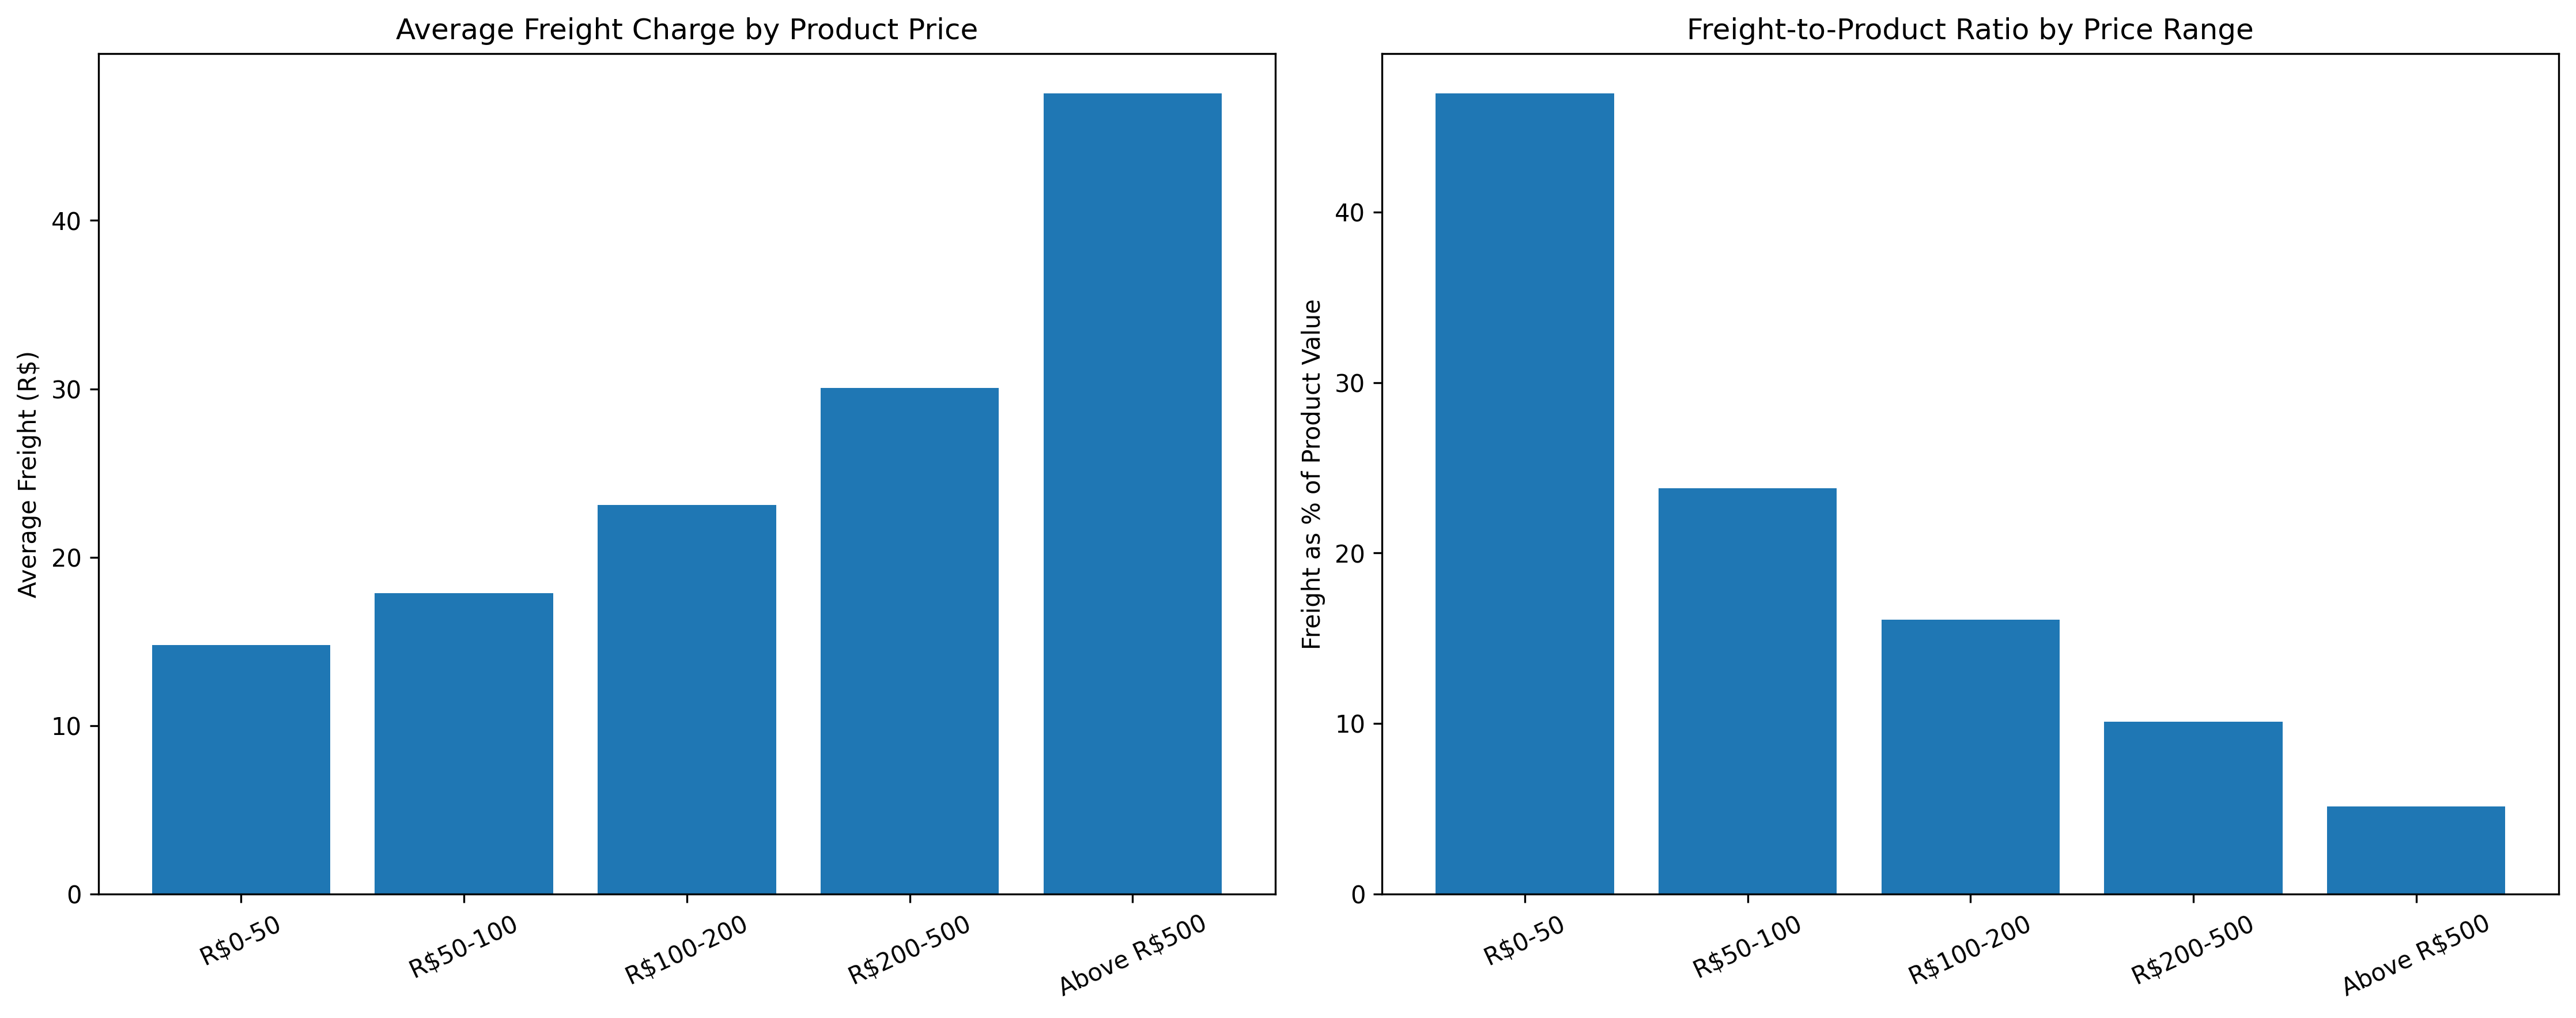 Average Freight Charge by Product Price
Average Freight (R$)
40
30
20
10
0
R$0-50
R$50-100
R$100-200
R$200-500
Above R$500
Freight-to-Product Ratio by Price Range
Freight as % of Product Value
40
30
20
10
0
R$0-50
R$50-100
R$100-200
R$200-500
Above R$500